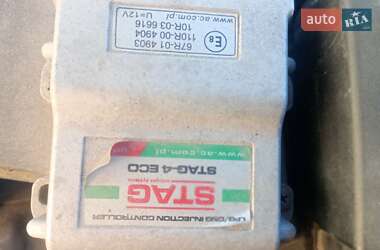 auto RIA
E8
67R-01 4903
110R-00 4904
10R-03 6616
www.ac.com.pl U=12V
LPG/CNG INJECTION CONTROLLER
STAG
STAG-4 ECO
www.ac.com.pl